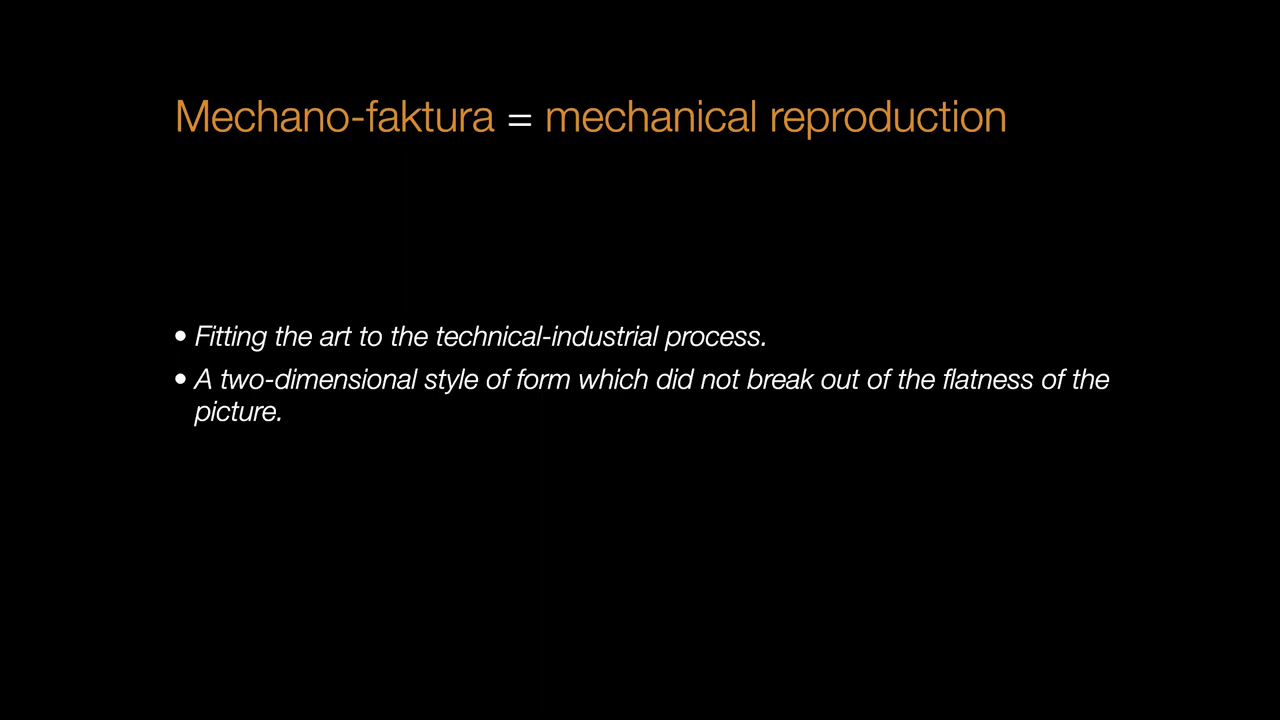 Mechano-faktura = mechanical reproduction
• Fitting the art to the technical-industrial process.
• A two-dimensional style of form which did not break out of the flatness of the
picture.